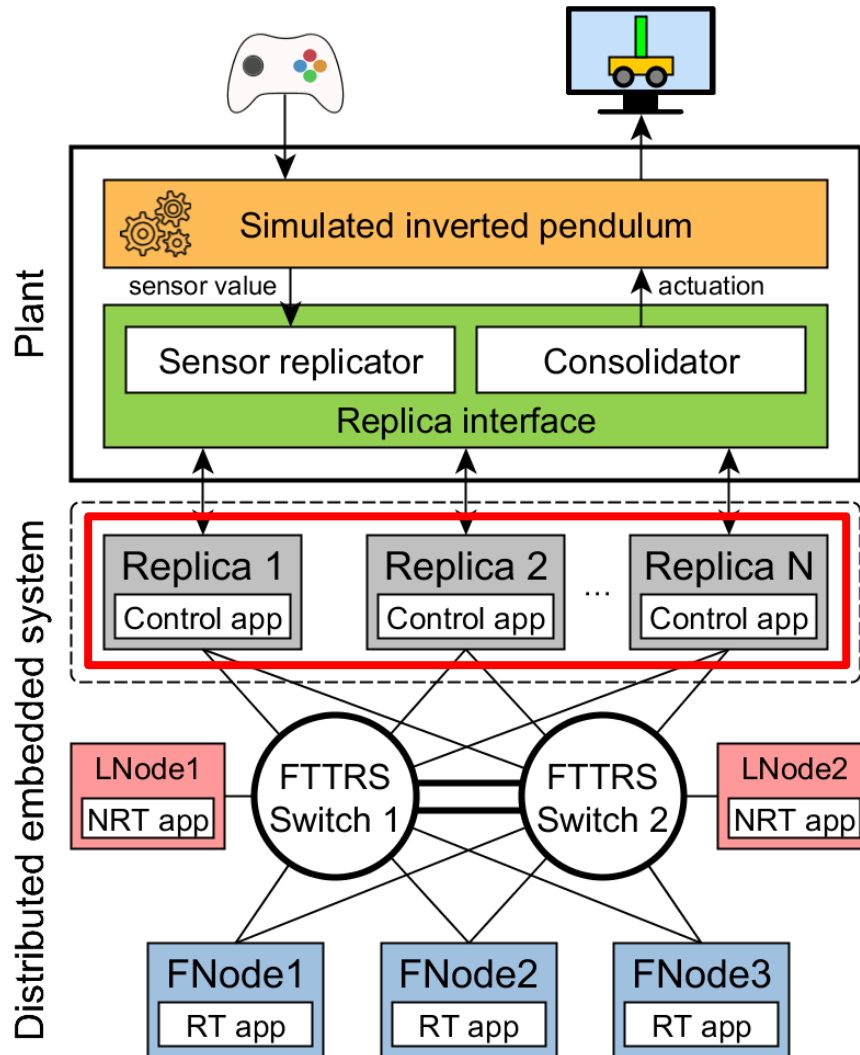 Plant
Simulated inverted pendulum
sensor value
actuation
Sensor replicator
Consolidator
Replica interface
Distributed embedded system
Replica 1
Control app
Replica 2
Control app
...
Replica N
Control app
LNode1
NRT app
FTTRS
Switch 1
FTTRS
Switch 2
LNode2
NRT app
FNode1
RT app
FNode2
RT app
FNode3
RT app